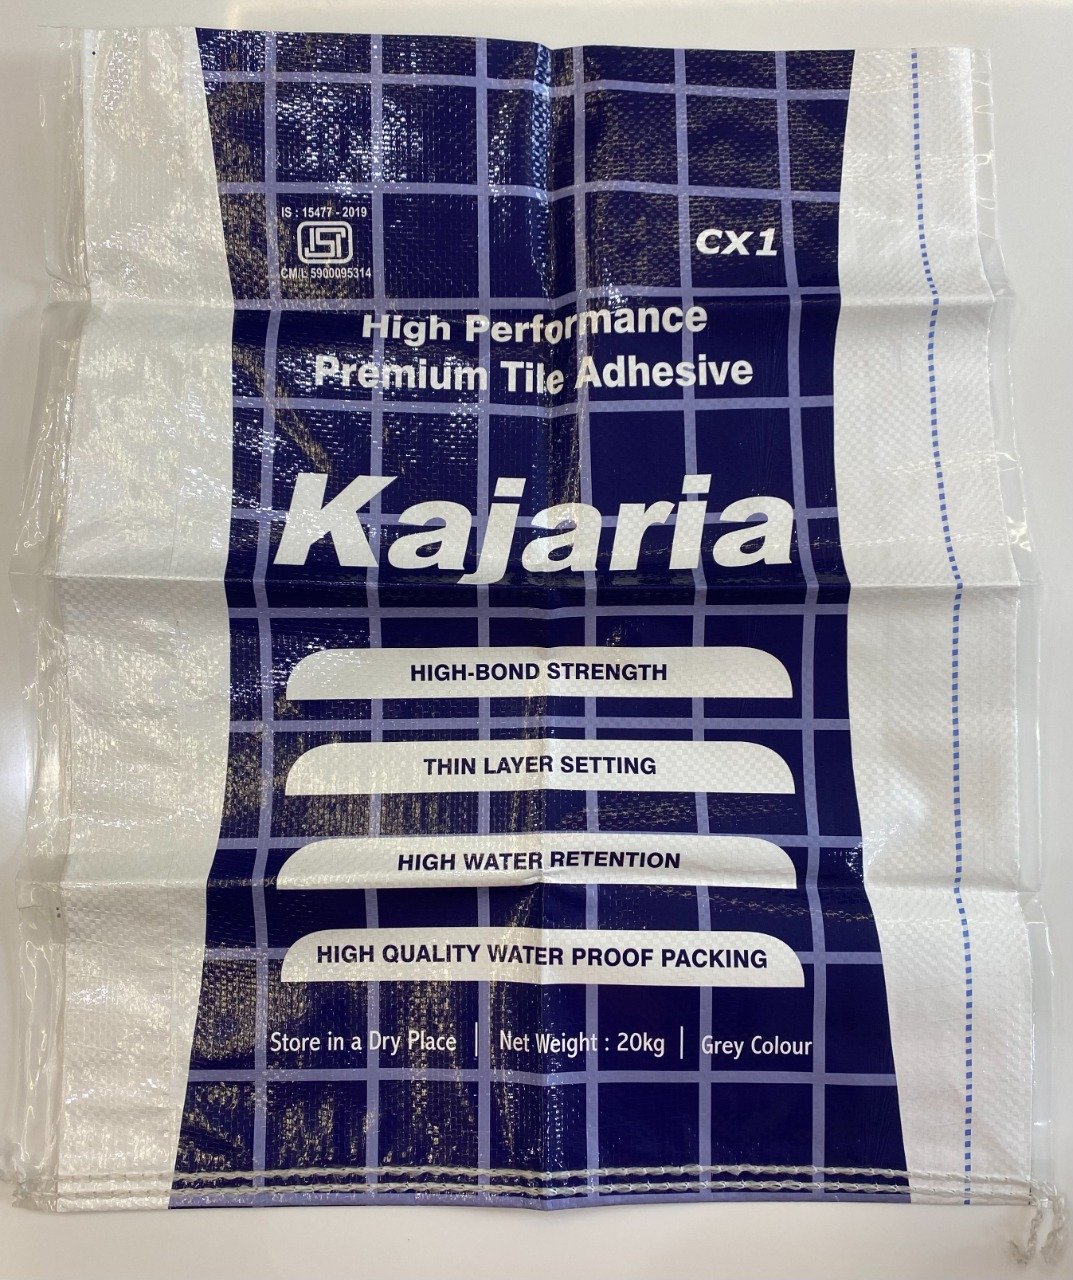 IS : 15477 - 2019
ISI
CM/L 5900095314
CX1
High Performance
Premium Tile Adhesive
Kajaria
HIGH-BOND STRENGTH
THIN LAYER SETTING
HIGH WATER RETENTION
HIGH QUALITY WATER PROOF PACKING
Store in a Dry Place | Net Weight : 20kg | Grey Colour